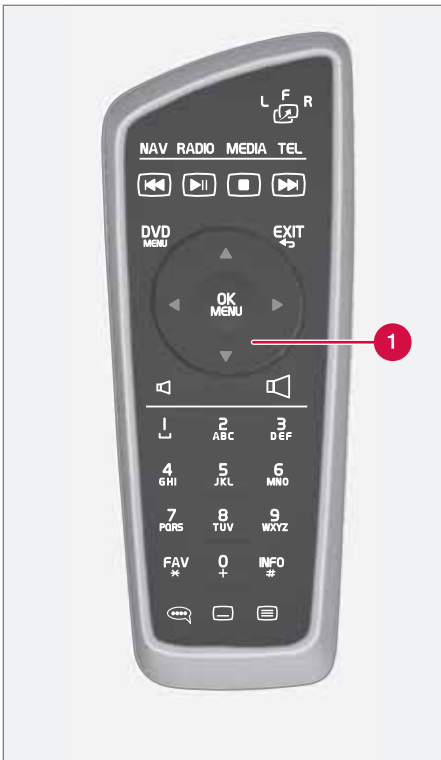 L F R
NAV RADIO MEDIA TEL
DVD EXIT
MENU
OK
MENU
1
1 2 3
ABC DEF
4 5 6
GHI JKL MNO
7 8 9
PQRS TUV WXYZ
FAV 0 INFO
* + #